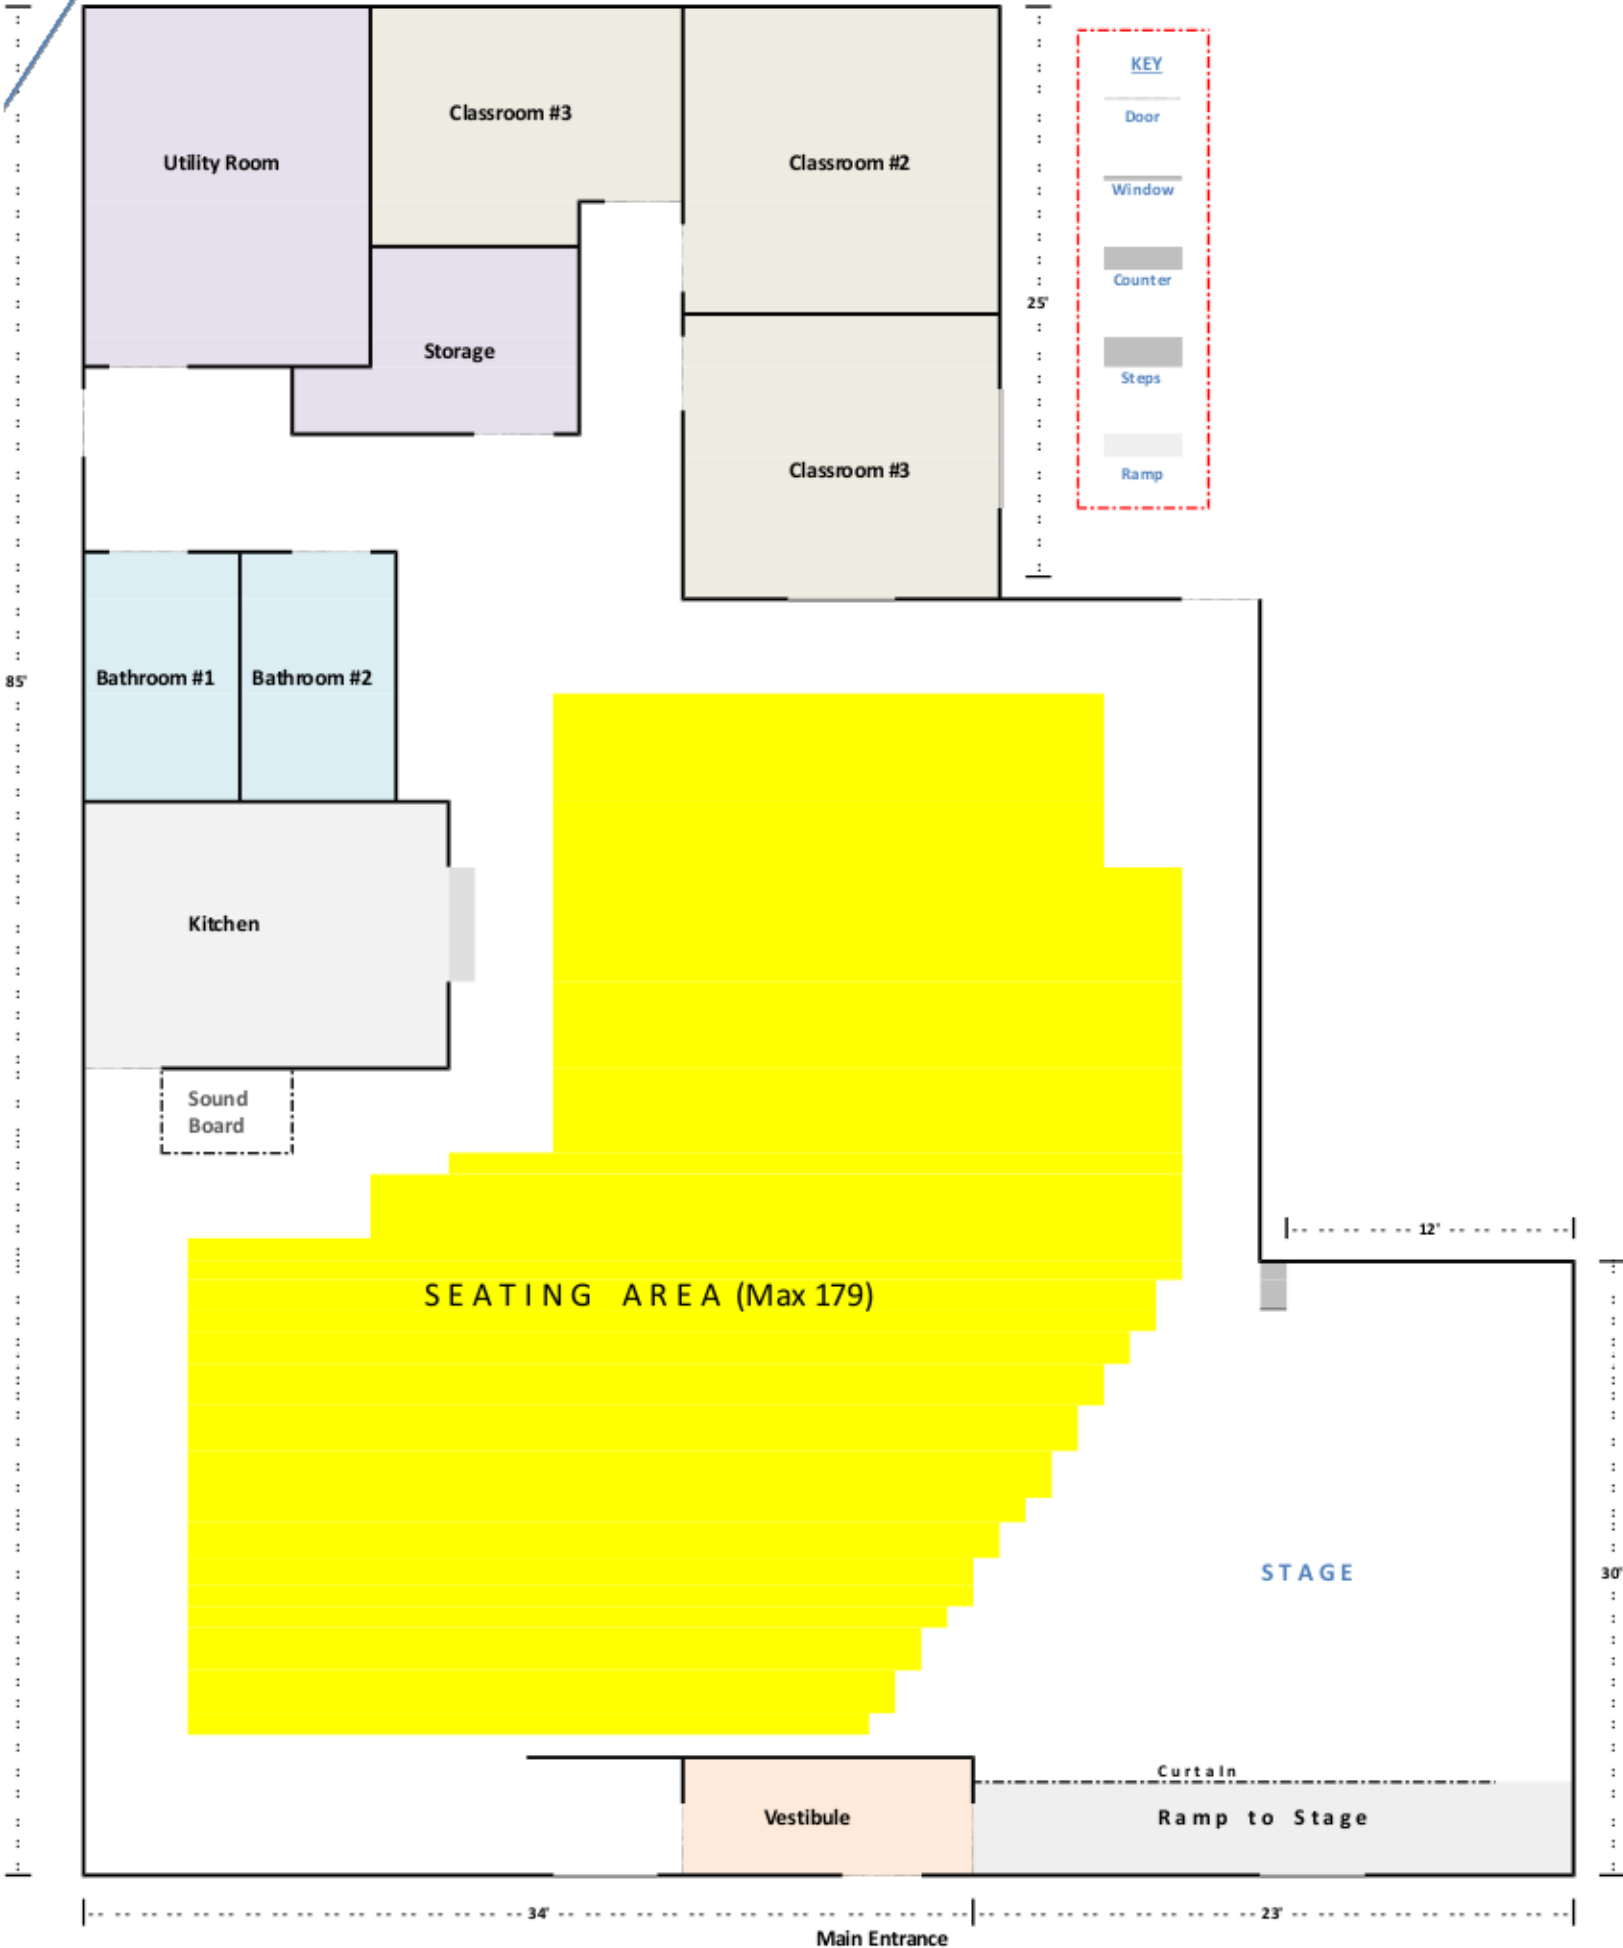 KEY
Door
Window
Counter
Steps
Ramp
Utility Room
Classroom #3
Classroom #2
25'
Storage
Classroom #3
85'
Bathroom #1
Bathroom #2
Kitchen
Sound
Board
12'
SEATING AREA (Max 179)
STAGE
30'
Curtain
Vestibule
Ramp to Stage
34'
23'
Main Entrance